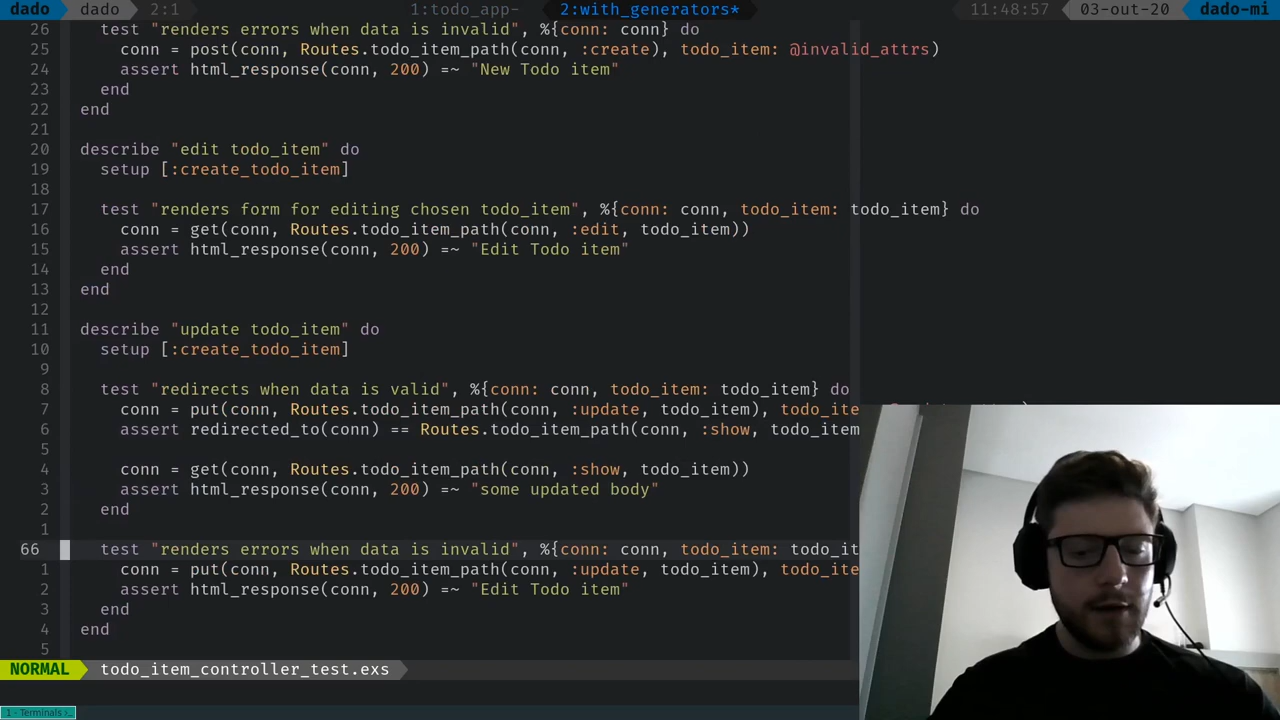 dado dado 2:1 1:todo_app- 2:with_generators* 11:48:57 03-out-20 dado-mi
26 test "renders errors when data is invalid", %{conn: conn} do
25 conn = post(conn, Routes.todo_item_path(conn, :create), todo_item: @invalid_attrs)
24 assert html_response(conn, 200) =~ "New Todo item"
23 end
22 end
21
20 describe "edit todo_item" do
19 setup [:create_todo_item]
18
17 test "renders form for editing chosen todo_item", %{conn: conn, todo_item: todo_item} do
16 conn = get(conn, Routes.todo_item_path(conn, :edit, todo_item))
15 assert html_response(conn, 200) =~ "Edit Todo item"
14 end
13 end
12
11 describe "update todo_item" do
10 setup [:create_todo_item]
9
8 test "redirects when data is valid", %{conn: conn, todo_item: todo_item} do
7 conn = put(conn, Routes.todo_item_path(conn, :update, todo_item), todo_ite
6 assert redirected_to(conn) == Routes.todo_item_path(conn, :show, todo_item
5
4 conn = get(conn, Routes.todo_item_path(conn, :show, todo_item))
3 assert html_response(conn, 200) =~ "some updated body"
2 end
1
66 test "renders errors when data is invalid", %{conn: conn, todo_item: todo_it
1 conn = put(conn, Routes.todo_item_path(conn, :update, todo_item), todo_ite
2 assert html_response(conn, 200) =~ "Edit Todo item"
3 end
4 end
5
NORMAL todo_item_controller_test.exs
1 - Terminals